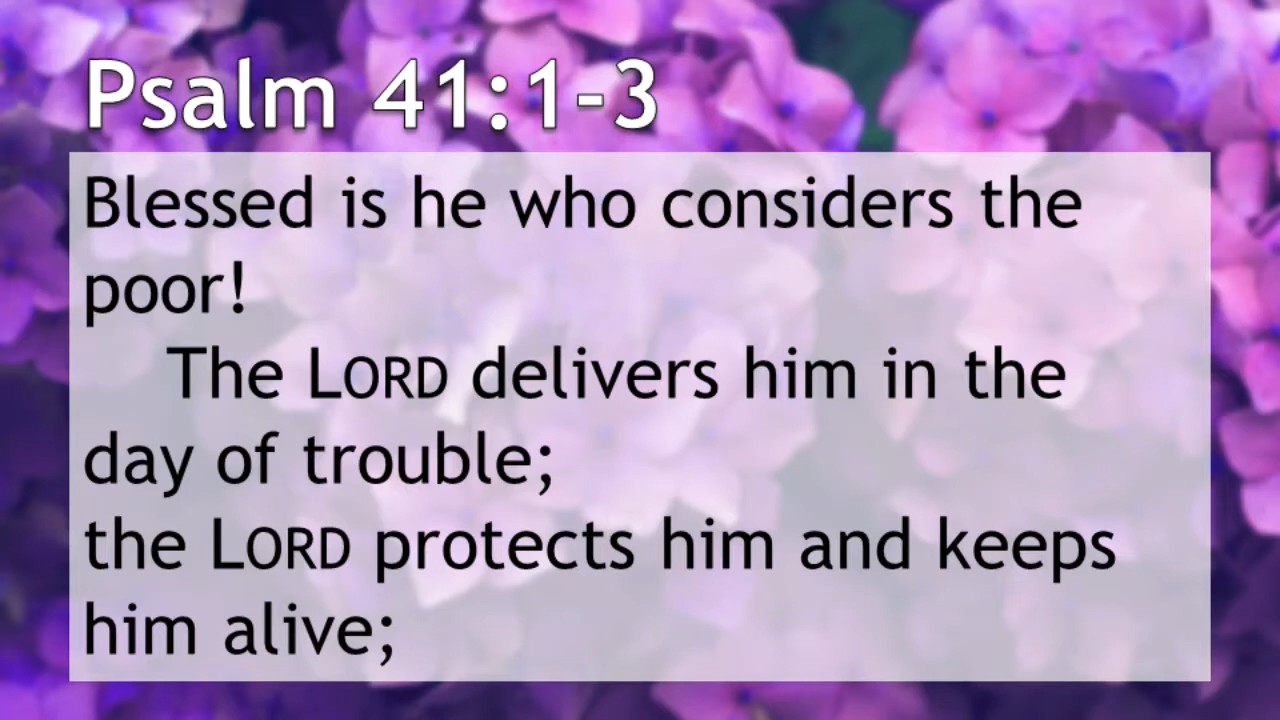 Psalm 41:1-3
Blessed is he who considers the
poor!
The LORD delivers him in the
day of trouble;
the LORD protects him and keeps
him alive;